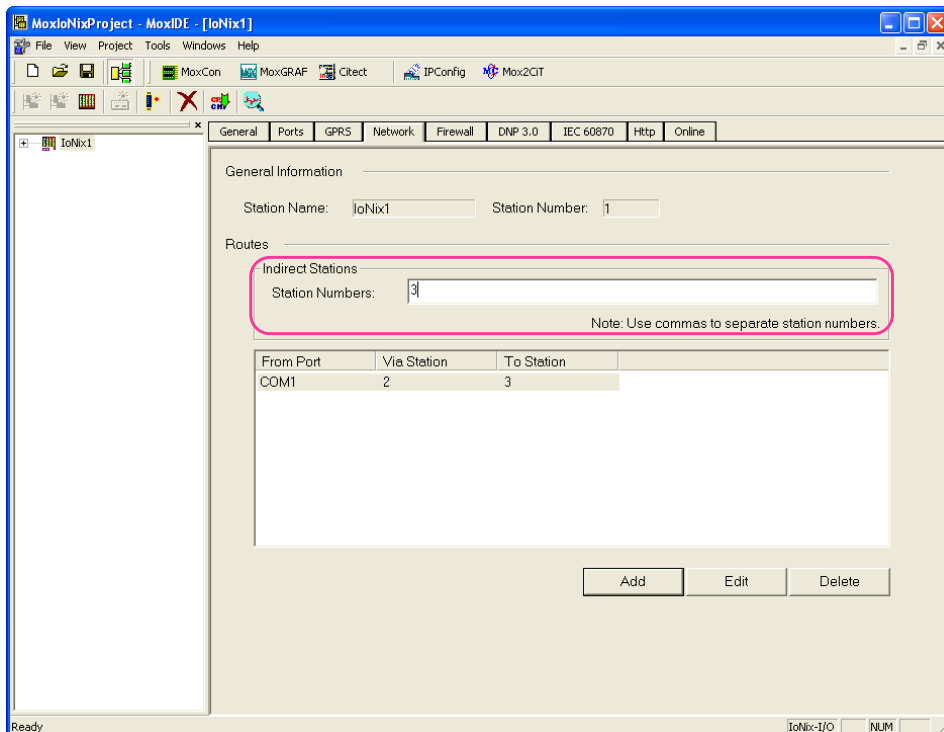 MoxIoNixProject - MoxIDE - [IoNix1]
File View Project Tools Windows Help
MoxCon MoxGRAF Citect IPConfig Mox2CiT
IoNix1
General Ports GPRS Network Firewall DNP 3.0 IEC 60870 Http Online
General Information
Station Name: IoNix1 Station Number: 1
Routes
Indirect Stations
Station Numbers: 3
Note: Use commas to separate station numbers.
From Port Via Station To Station
COM1 2 3
Add Edit Delete
Ready IoNix-I/O NUM